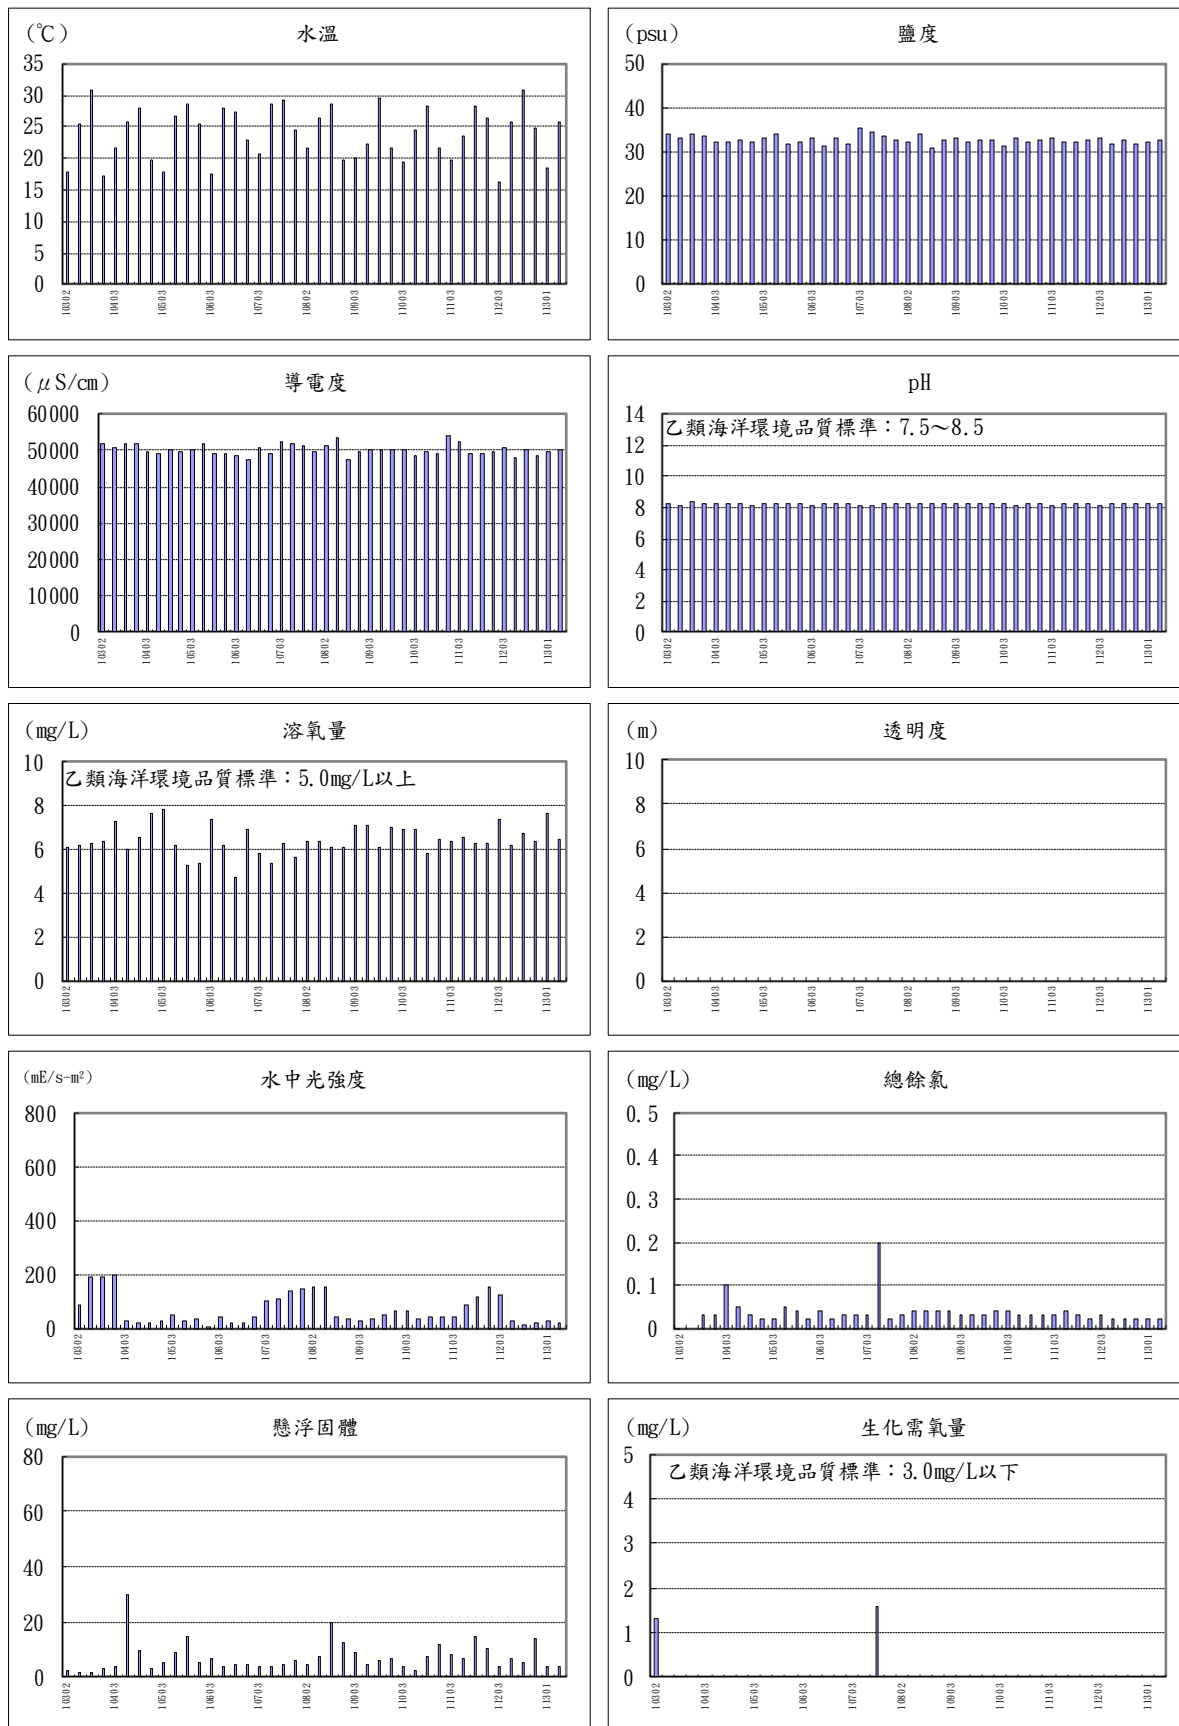 (℃) 水溫
35
30
25
20
15
10
5
0
10302 10403 10503 10603 10703 10802 10903 11003 11103 11203 11301
(psu) 鹽度
50
40
30
20
10
0
10302 10403 10503 10603 10703 10802 10903 11003 11103 11203 11301
(μS/cm) 導電度
60000
50000
40000
30000
20000
10000
0
10302 10403 10503 10603 10703 10802 10903 11003 11103 11203 11301
pH
乙類海洋環境品質標準：7.5～8.5
14
12
10
8
6
4
2
0
10302 10403 10503 10603 10703 10802 10903 11003 11103 11203 11301
(mg/L) 溶氧量
乙類海洋環境品質標準：5.0mg/L以上
10
8
6
4
2
0
10302 10403 10503 10603 10703 10802 10903 11003 11103 11203 11301
(m) 透明度
10
8
6
4
2
0
10302 10403 10503 10603 10703 10802 10903 11003 11103 11203 11301
(mE/s-m²) 水中光強度
800
600
400
200
0
10302 10403 10503 10603 10703 10802 10903 11003 11103 11203 11301
(mg/L) 總餘氯
0.5
0.4
0.3
0.2
0.1
0
10302 10403 10503 10603 10703 10802 10903 11003 11103 11203 11301
(mg/L) 懸浮固體
80
60
40
20
0
10302 10403 10503 10603 10703 10802 10903 11003 11103 11203 11301
(mg/L) 生化需氧量
乙類海洋環境品質標準：3.0mg/L以下
5
4
3
2
1
0
10302 10403 10503 10603 10703 10802 10903 11003 11103 11203 11301